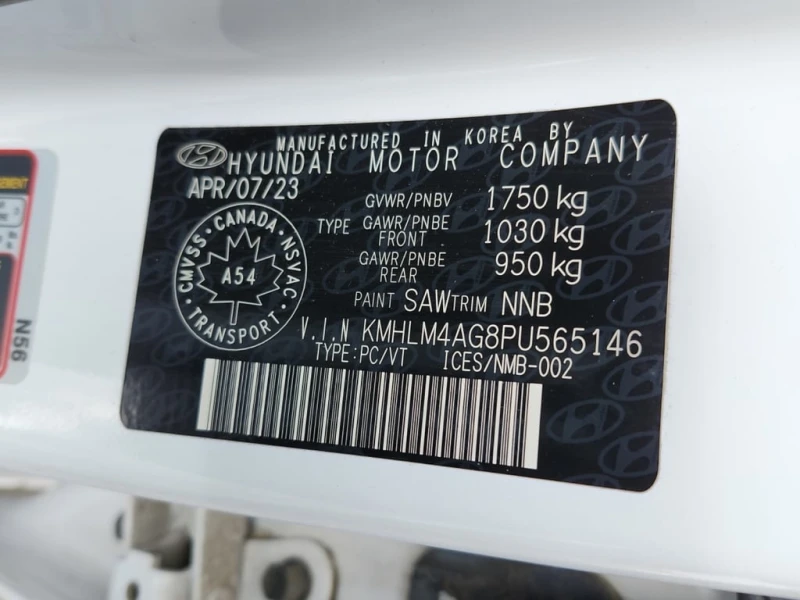 MANUFACTURED IN KOREA BY
HYUNDAI MOTOR COMPANY
APR/07/23
GVWR/PNBV 1750 kg
TYPE GAWR/PNBE FRONT 1030 kg
GAWR/PNBE REAR 950 kg
PAINT SAW TRIM NNB
V.I.N KMHLM4AG8PU565146
TYPE:PC/VT ICES/NMB-002
CMVSS · CANADA · NSVAC
A54
TRANSPORT
N56